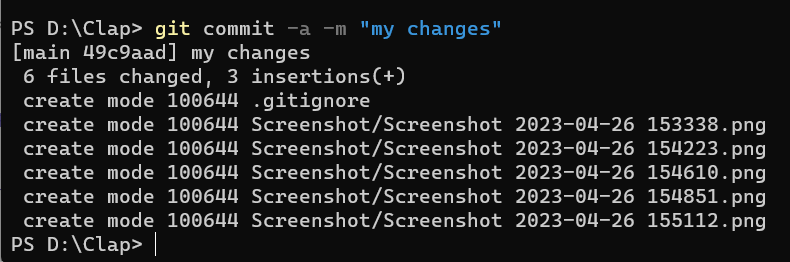 PS D:\Clap> git commit -a -m "my changes"
[main 49c9aad] my changes
 6 files changed, 3 insertions(+)
 create mode 100644 .gitignore
 create mode 100644 Screenshot/Screenshot 2023-04-26 153338.png
 create mode 100644 Screenshot/Screenshot 2023-04-26 154223.png
 create mode 100644 Screenshot/Screenshot 2023-04-26 154610.png
 create mode 100644 Screenshot/Screenshot 2023-04-26 154851.png
 create mode 100644 Screenshot/Screenshot 2023-04-26 155112.png
PS D:\Clap>